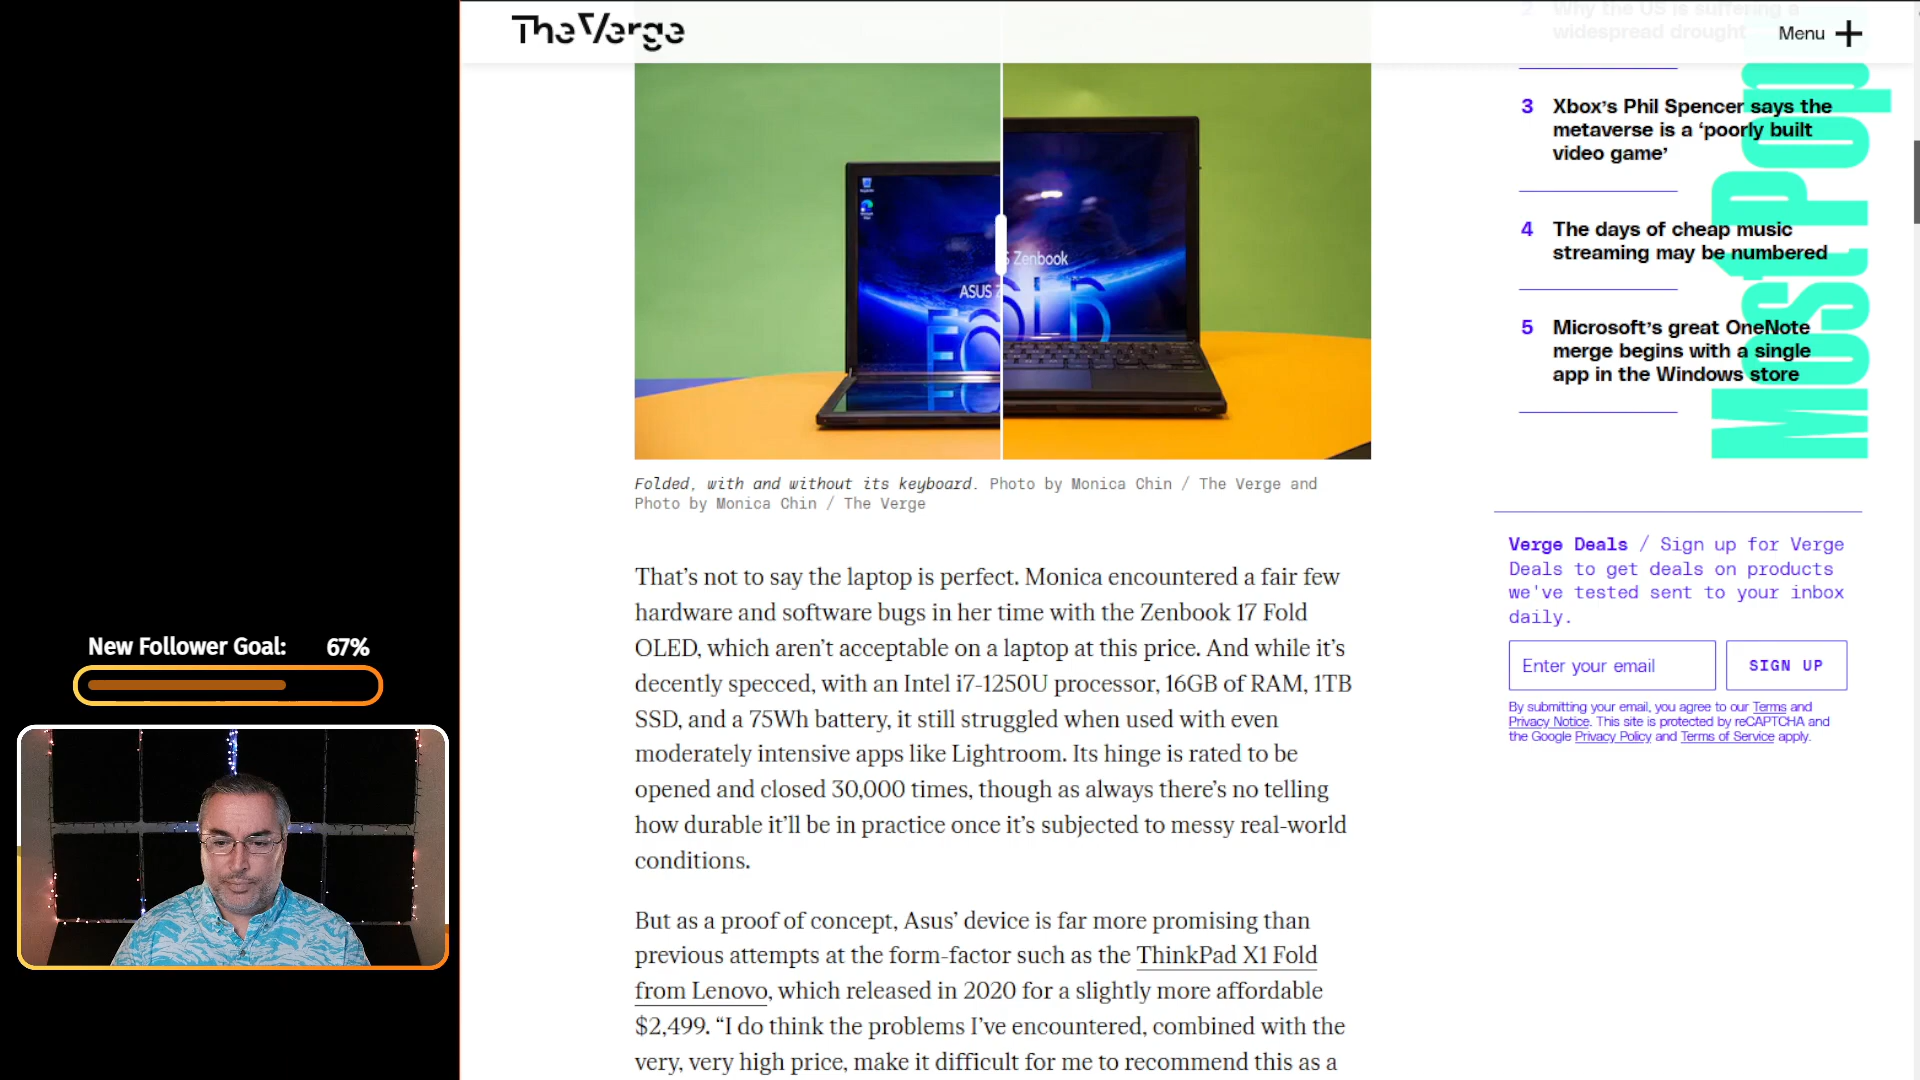 The Verge
Menu
2 Why the US is suffering a
widespread drought
3 Xbox's Phil Spencer says the
metaverse is a ‘poorly built
video game’
4 The days of cheap music
streaming may be numbered
5 Microsoft's great OneNote
merge begins with a single
app in the Windows store
Most Pop
S Zenbook
ASUS Z
FO
OLD
Folded, with and without its keyboard. Photo by Monica Chin / The Verge and
Photo by Monica Chin / The Verge
That's not to say the laptop is perfect. Monica encountered a fair few
hardware and software bugs in her time with the Zenbook 17 Fold
OLED, which aren't acceptable on a laptop at this price. And while it's
decently specced, with an Intel i7-1250U processor, 16GB of RAM, 1TB
SSD, and a 75Wh battery, it still struggled when used with even
moderately intensive apps like Lightroom. Its hinge is rated to be
opened and closed 30,000 times, though as always there's no telling
how durable it'll be in practice once it's subjected to messy real-world
conditions.
But as a proof of concept, Asus’ device is far more promising than
previous attempts at the form-factor such as the ThinkPad X1 Fold
from Lenovo, which released in 2020 for a slightly more affordable
$2,499. “I do think the problems I've encountered, combined with the
very, very high price, make it difficult for me to recommend this as a
Verge Deals / Sign up for Verge
Deals to get deals on products
we've tested sent to your inbox
daily.
Enter your email
SIGN UP
By submitting your email, you agree to our Terms and
Privacy Notice. This site is protected by reCAPTCHA and
the Google Privacy Policy and Terms of Service apply.
New Follower Goal: 67%